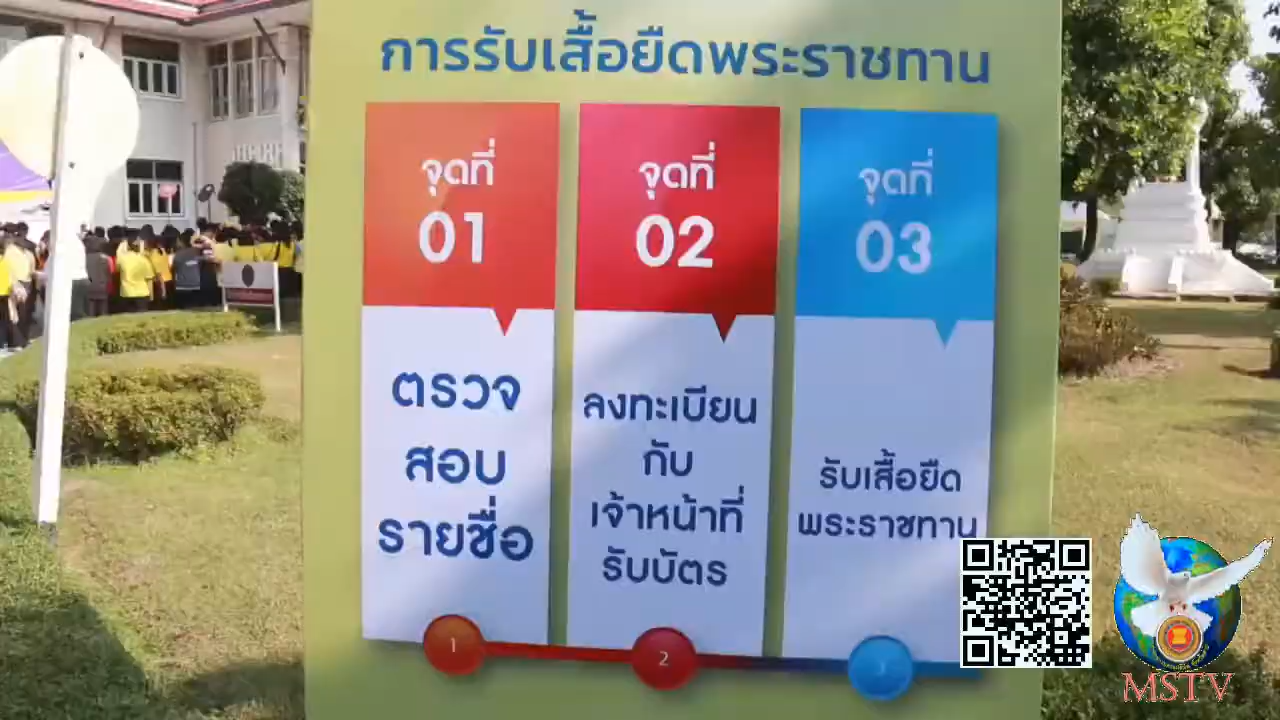 การรับเสื้อยืดพระราชทาน
จุดที่
01
ตรวจ
สอบ
รายชื่อ
1
จุดที่
02
ลงทะเบียน
กับ
เจ้าหน้าที่
รับบัตร
2
จุดที่
03
รับเสื้อยืด
พระราชทาน
3
MSTV